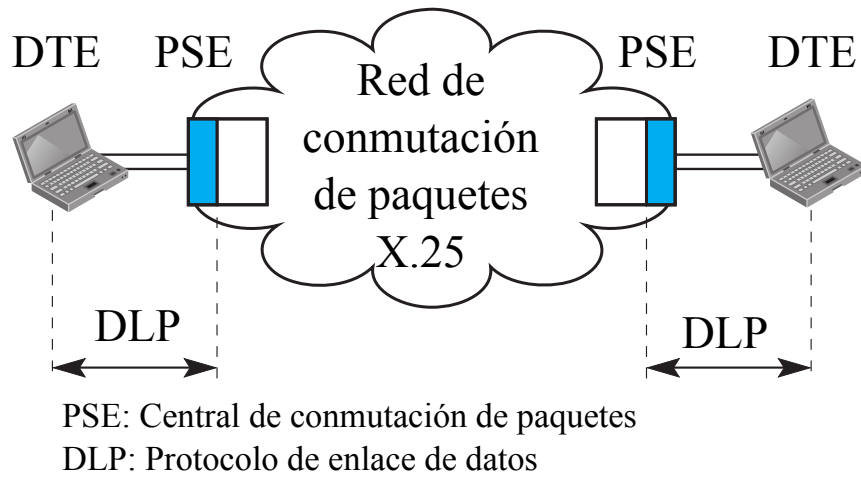 DTE PSE PSE DTE
Red de
conmutación
de paquetes
X.25
DLP DLP
PSE: Central de conmutación de paquetes
DLP: Protocolo de enlace de datos